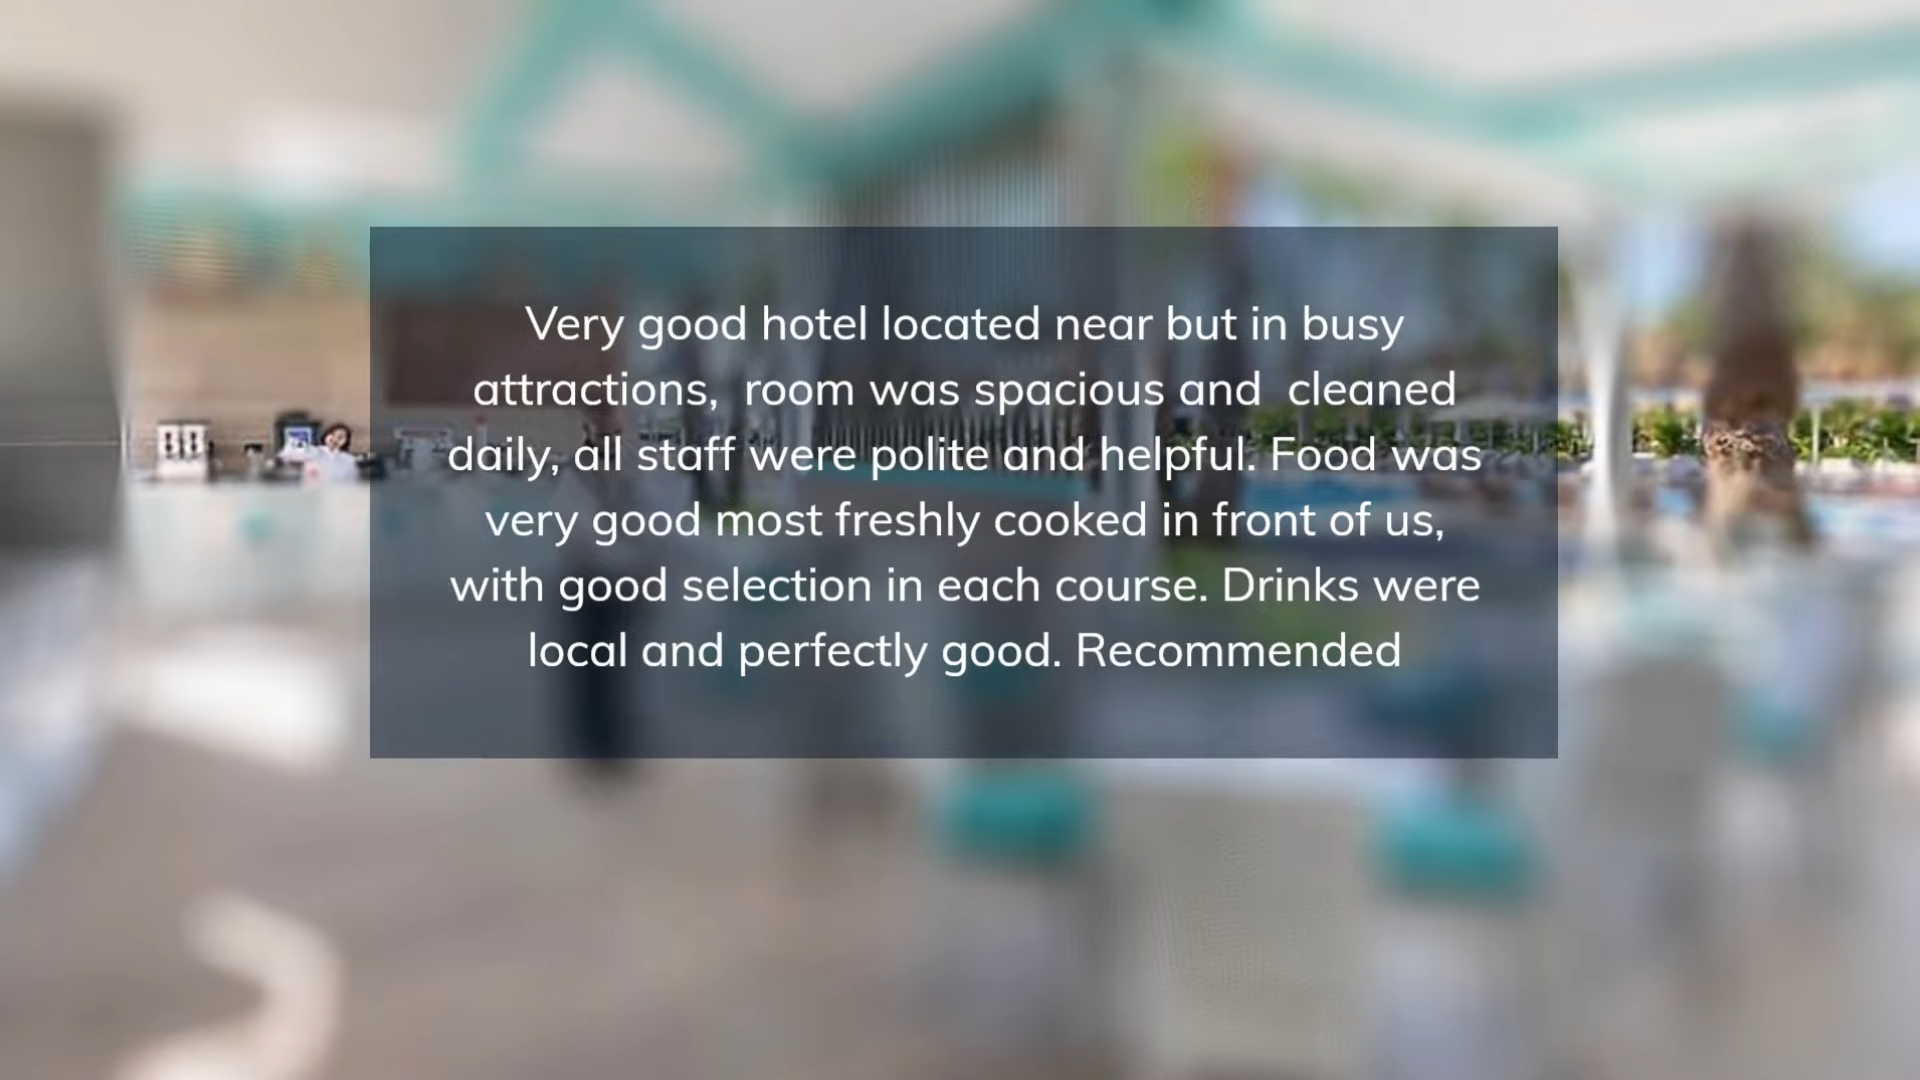 Very good hotel located near but in busy
attractions,  room was spacious and  cleaned
daily, all staff were polite and helpful. Food was
very good most freshly cooked in front of us,
with good selection in each course. Drinks were
local and perfectly good. Recommended